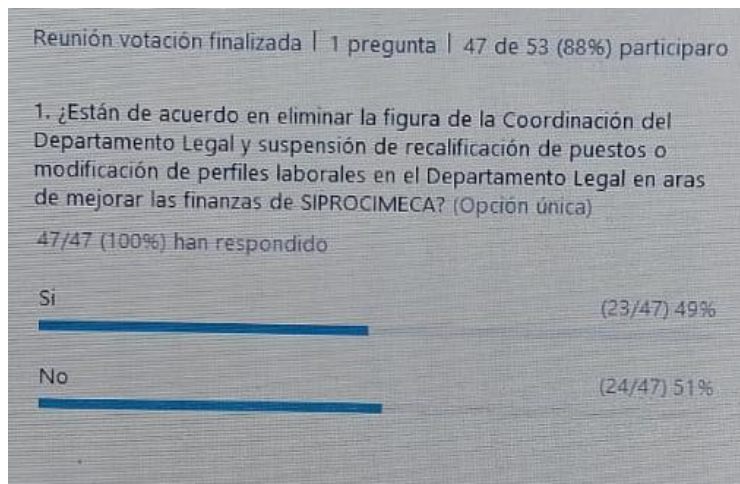 Reunión votación finalizada | 1 pregunta | 47 de 53 (88%) participaro
1. ¿Están de acuerdo en eliminar la figura de la Coordinación del
Departamento Legal y suspensión de recalificación de puestos o
modificación de perfiles laborales en el Departamento Legal en aras
de mejorar las finanzas de SIPROCIMECA? (Opción única)
47/47 (100%) han respondido
Si
(23/47) 49%
No
(24/47) 51%